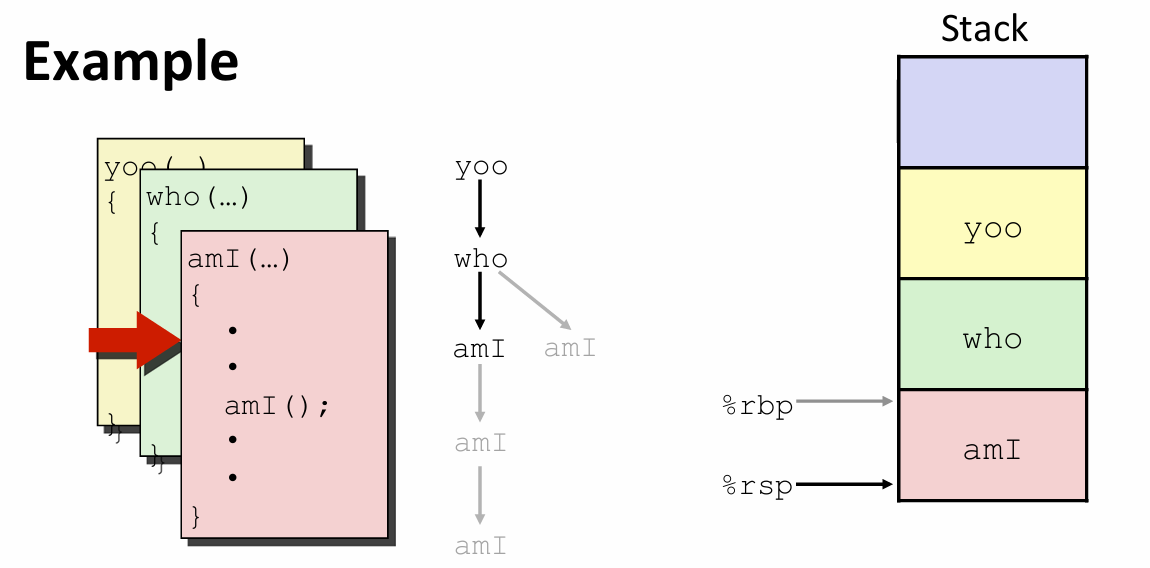 Example
yoo(…)
{
}
who(…)
{
}
amI(…)
{
•
•
amI();
•
•
}
yoo
who
amI
amI
amI
amI
Stack
yoo
who
amI
%rbp
%rsp